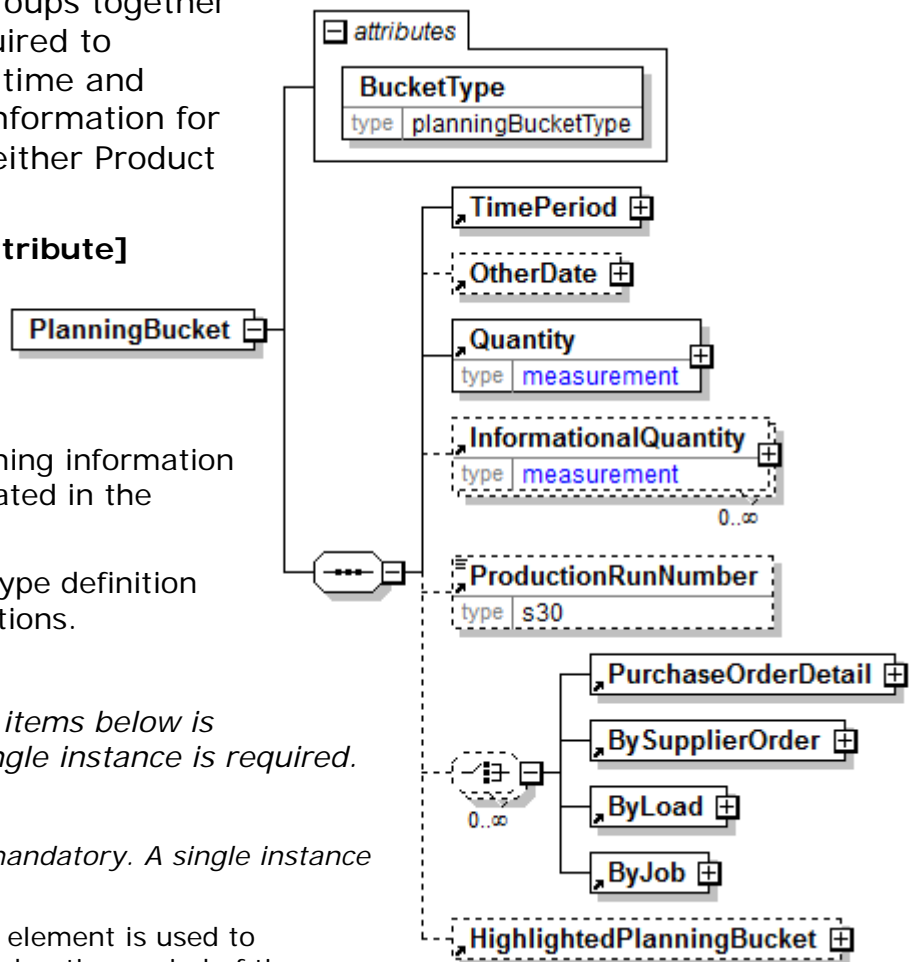 oups together
uired to
time and
nformation for
either Product
tribute]
ning information
ated in the
ype definition
tions.
items below is
ngle instance is required.
mandatory. A single instance
element is used to
PlanningBucket
attributes
BucketType
type planningBucketType
TimePeriod
OtherDate
Quantity
type measurement
InformationalQuantity
type measurement
0..∞
ProductionRunNumber
type s30
PurchaseOrderDetail
BySupplierOrder
ByLoad
ByJob
0..∞
HighlightedPlanningBucket